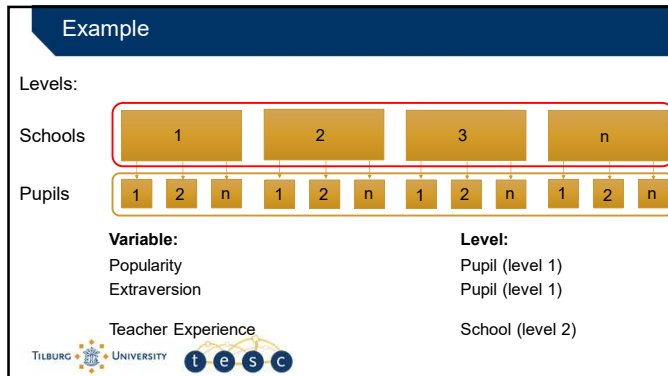 Example
Levels:
Schools 1 2 3 n
Pupils 1 2 n 1 2 n 1 2 n 1 2 n
Variable: Level:
Popularity Pupil (level 1)
Extraversion Pupil (level 1)
Teacher Experience School (level 2)
TILBURG UNIVERSITY t e s c